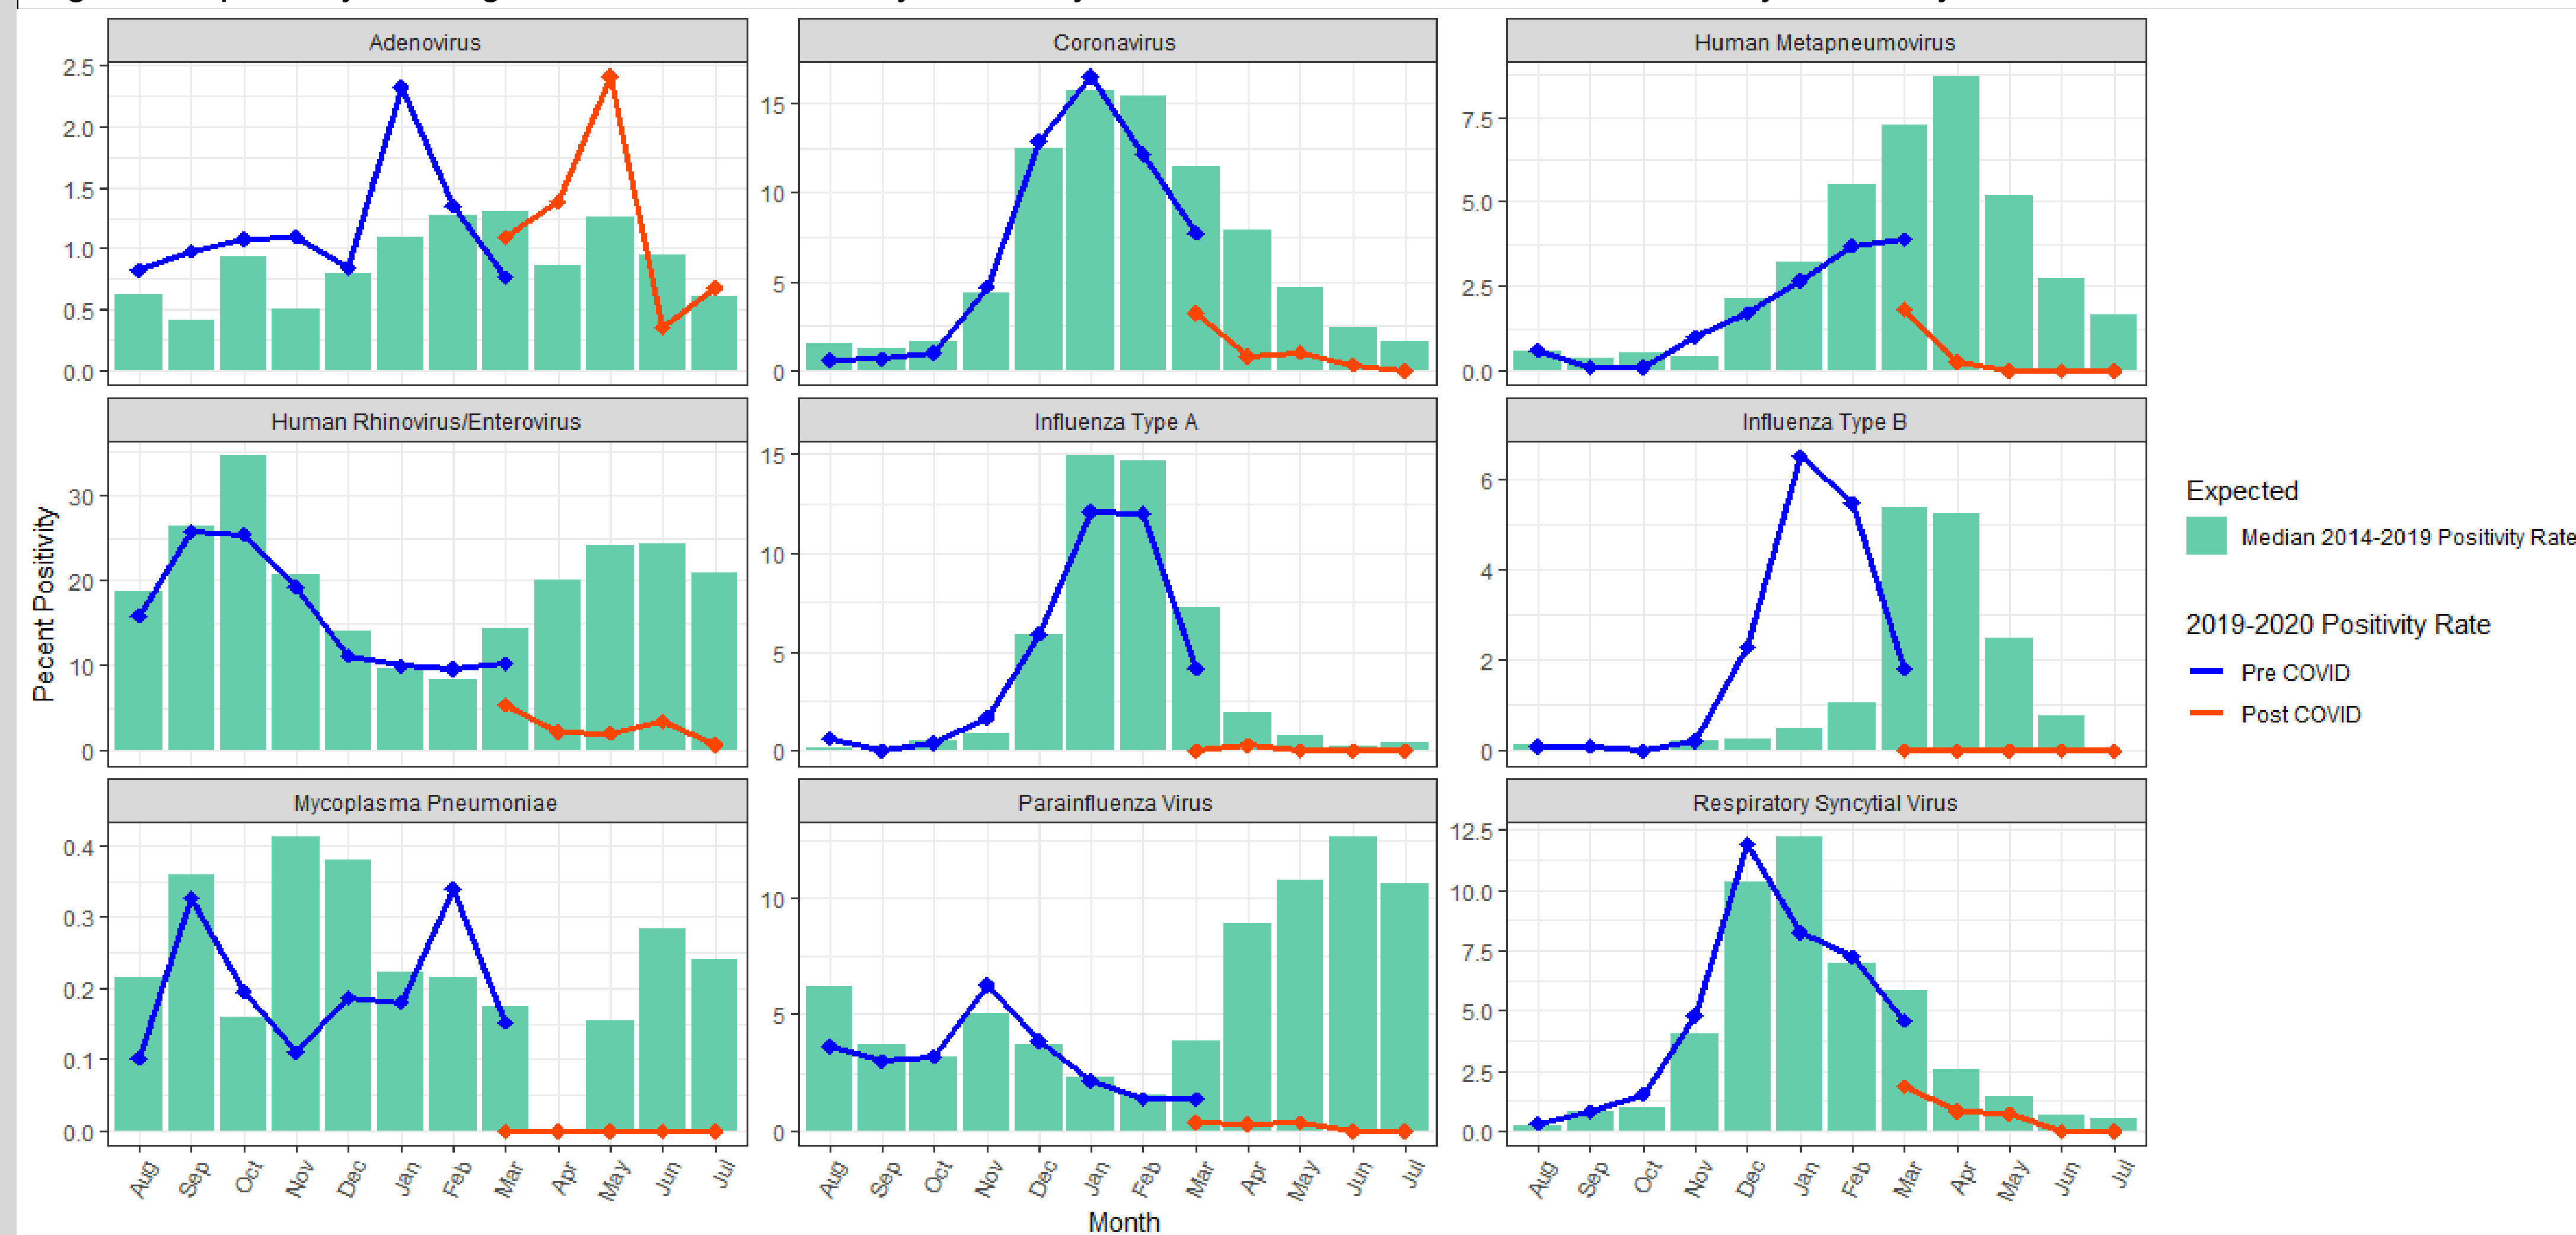 Adenovirus
Coronavirus
Human Metapneumovirus
2.5
2.0
1.5
1.0
0.5
0.0
15
10
5
0
7.5
5.0
2.5
0.0
Human Rhinovirus/Enterovirus
Influenza Type A
Influenza Type B
30
20
10
0
15
10
5
0
6
4
2
0
Mycoplasma Pneumoniae
Parainfluenza Virus
Respiratory Syncytial Virus
0.4
0.3
0.2
0.1
0.0
10
5
0
12.5
10.0
7.5
5.0
2.5
0.0
Aug Sep Oct Nov Dec Jan Feb Mar Apr May Jun Jul
Aug Sep Oct Nov Dec Jan Feb Mar Apr May Jun Jul
Aug Sep Oct Nov Dec Jan Feb Mar Apr May Jun Jul
Pecent Positivity
Month
Expected
Median 2014-2019 Positivity Rate
2019-2020 Positivity Rate
Pre COVID
Post COVID